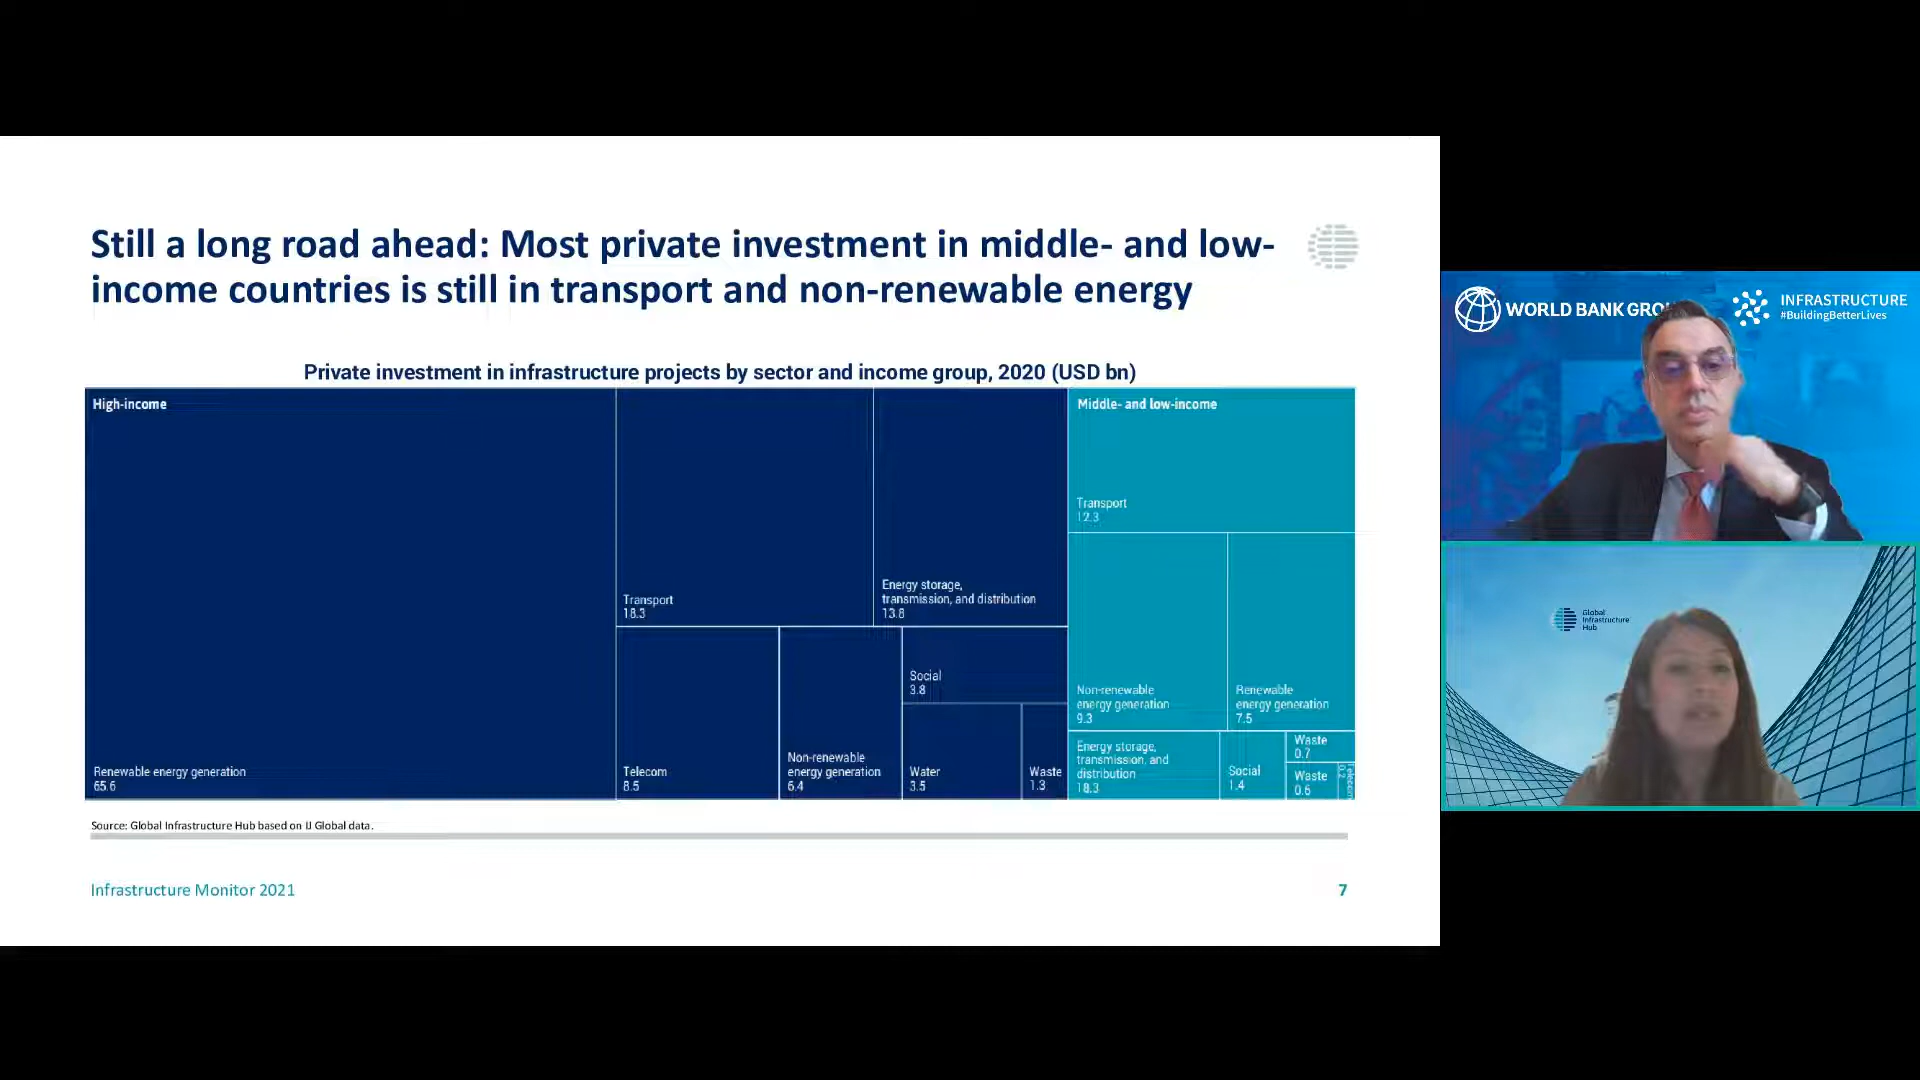 Still a long road ahead: Most private investment in middle- and low-
income countries is still in transport and non-renewable energy
Private investment in infrastructure projects by sector and income group, 2020 (USD bn)
High-income
Renewable energy generation
65.6
Transport
18.3
Energy storage,
transmission, and distribution
13.8
Telecom
8.5
Non-renewable
energy generation
6.4
Social
3.8
Water
3.5
Waste
1.3
Middle- and low-income
Transport
12.3
Non-renewable
energy generation
9.3
Renewable
energy generation
7.5
Energy storage,
transmission, and
distribution
18.3
Social
1.4
Waste
0.7
Waste
0.6
Telecom
0.2
Source: Global Infrastructure Hub based on IJ Global data.
Infrastructure Monitor 2021
7
WORLD BANK GRO
INFRASTRUCTURE
#BuildingBetterLives
Global
Infrastructure
Hub